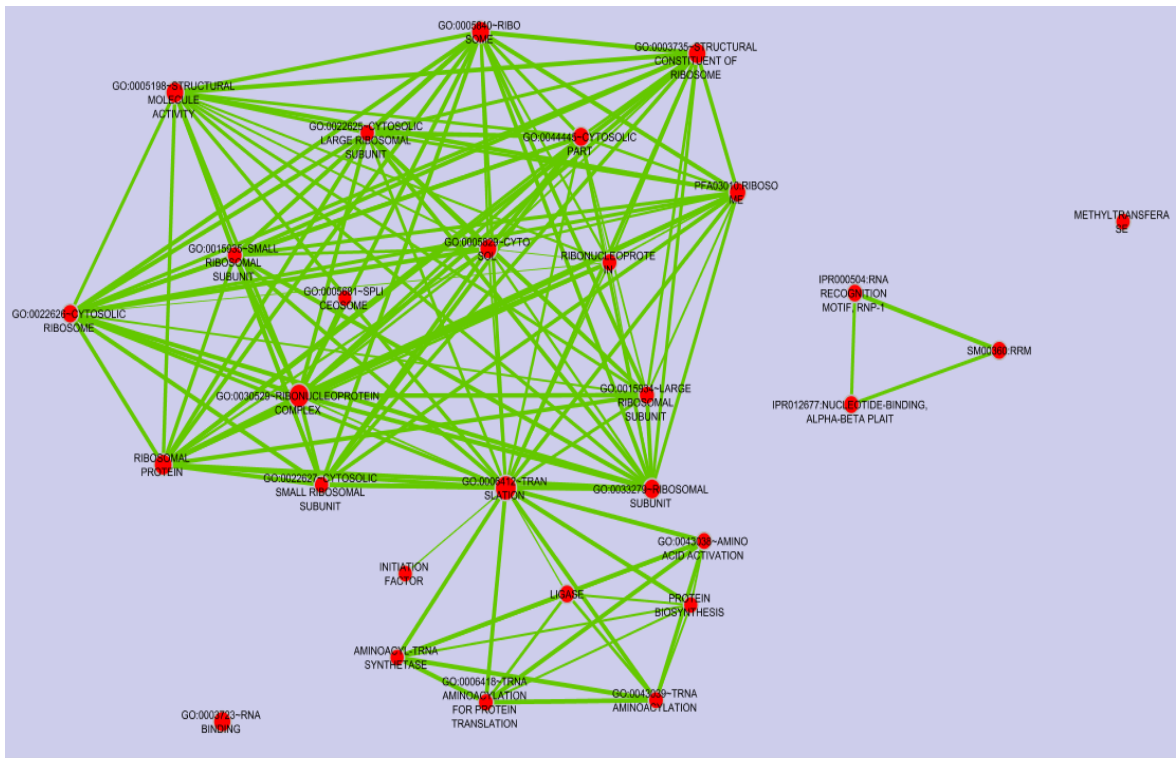 GO:0005840~RIBO
SOME
GO:0003735~STRUCTURAL
CONSTITUENT OF
RIBOSOME
GO:0005198~STRUCTURAL
MOLECULE
ACTIVITY
GO:0022625~CYTOSOLIC
LARGE RIBOSOMAL
SUBUNIT
GO:0044445~CYTOSOLIC
PART
PFA03010:RIBOSO
ME
METHYLTRANSFERA
SE
GO:0015935~SMALL
RIBOSOMAL
SUBUNIT
GO:0005829~CYTO
SOL
RIBONUCLEOPROTE
IN
GO:0005681~SPLI
CEOSOME
GO:0022626~CYTOSOLIC
RIBOSOME
IPR000504:RNA
RECOGNITION
MOTIF, RNP-1
SM00360:RRM
IPR012677:NUCLEOTIDE-BINDING,
ALPHA-BETA PLAIT
GO:0030529~RIBONUCLEOPROTEIN
COMPLEX
GO:0015934~LARGE
RIBOSOMAL
SUBUNIT
RIBOSOMAL
PROTEIN
GO:0022627~CYTOSOLIC
SMALL RIBOSOMAL
SUBUNIT
GO:0006412~TRAN
SLATION
GO:0033279~RIBOSOMAL
SUBUNIT
GO:0043038~AMINO
ACID ACTIVATION
INITIATION
FACTOR
LIGASE
PROTEIN
BIOSYNTHESIS
AMINOACYL-TRNA
SYNTHETASE
GO:0006418~TRNA
AMINOACYLATION
FOR PROTEIN
TRANSLATION
GO:0043039~TRNA
AMINOACYLATION
GO:0003723~RNA
BINDING